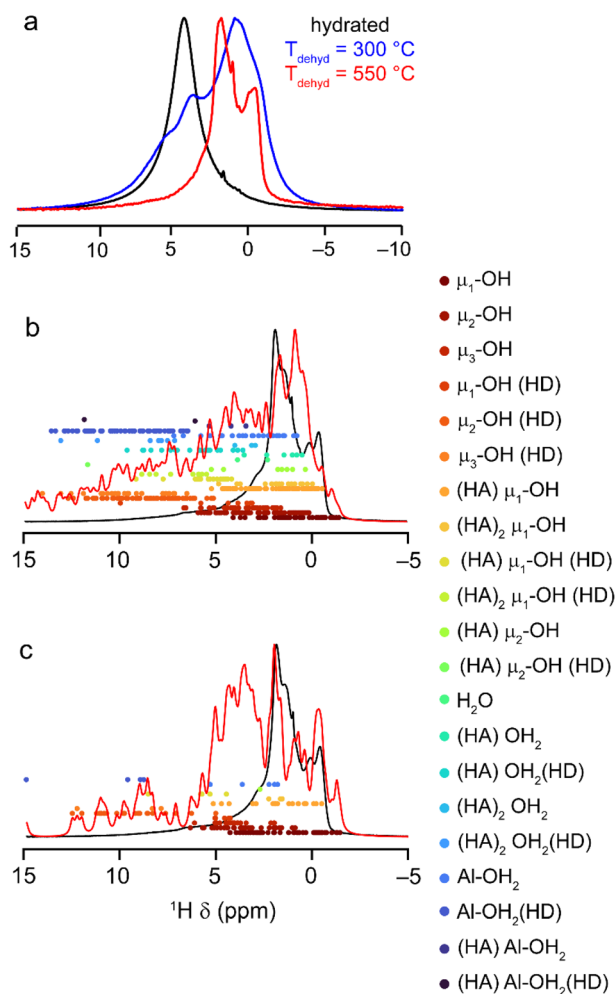 a
hydrated
T_dehyd = 300 °C
T_dehyd = 550 °C
15 10 5 0 –5 –10
b
15 10 5 0 –5
c
15 10 5 0 –5
¹H δ (ppm)
μ₁-OH
μ₂-OH
μ₃-OH
μ₁-OH (HD)
μ₂-OH (HD)
μ₃-OH (HD)
(HA) μ₁-OH
(HA)₂ μ₁-OH
(HA) μ₁-OH (HD)
(HA)₂ μ₁-OH (HD)
(HA) μ₂-OH
(HA) μ₂-OH (HD)
H₂O
(HA) OH₂
(HA) OH₂(HD)
(HA)₂ OH₂
(HA)₂ OH₂(HD)
Al-OH₂
Al-OH₂(HD)
(HA) Al-OH₂
(HA) Al-OH₂(HD)